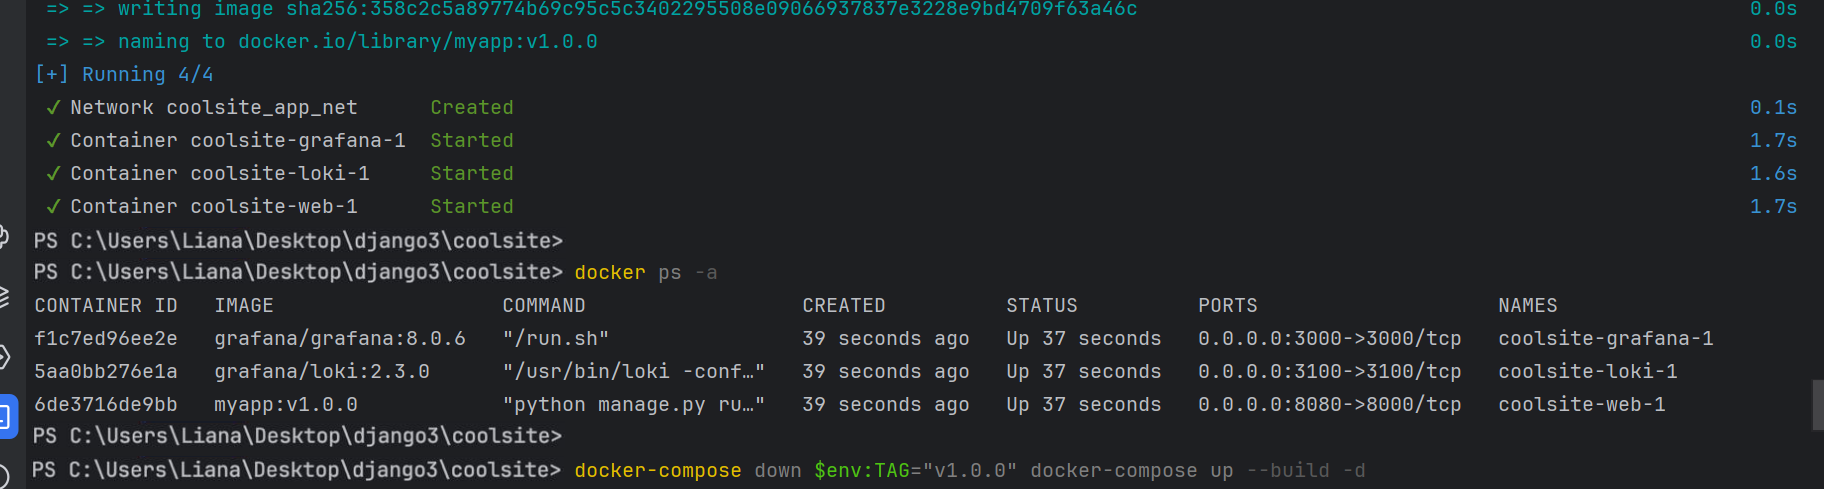 => => writing image sha256:358c2c5a89774b69c95c5c3402295508e09066937837e3228e9bd4709f63a46c 0.0s
=> => naming to docker.io/library/myapp:v1.0.0 0.0s
[+] Running 4/4
✓ Network coolsite_app_net Created 0.1s
✓ Container coolsite-grafana-1 Started 1.7s
✓ Container coolsite-loki-1 Started 1.6s
✓ Container coolsite-web-1 Started 1.7s
PS C:\Users\Liana\Desktop\django3\coolsite>
PS C:\Users\Liana\Desktop\django3\coolsite> docker ps -a
CONTAINER ID IMAGE COMMAND CREATED STATUS PORTS NAMES
f1c7ed96ee2e grafana/grafana:8.0.6 "/run.sh" 39 seconds ago Up 37 seconds 0.0.0.0:3000->3000/tcp coolsite-grafana-1
5aa0bb276e1a grafana/loki:2.3.0 "/usr/bin/loki -conf…" 39 seconds ago Up 37 seconds 0.0.0.0:3100->3100/tcp coolsite-loki-1
6de3716de9bb myapp:v1.0.0 "python manage.py ru…" 39 seconds ago Up 37 seconds 0.0.0.0:8080->8000/tcp coolsite-web-1
PS C:\Users\Liana\Desktop\django3\coolsite>
PS C:\Users\Liana\Desktop\django3\coolsite> docker-compose down $env:TAG="v1.0.0" docker-compose up --build -d